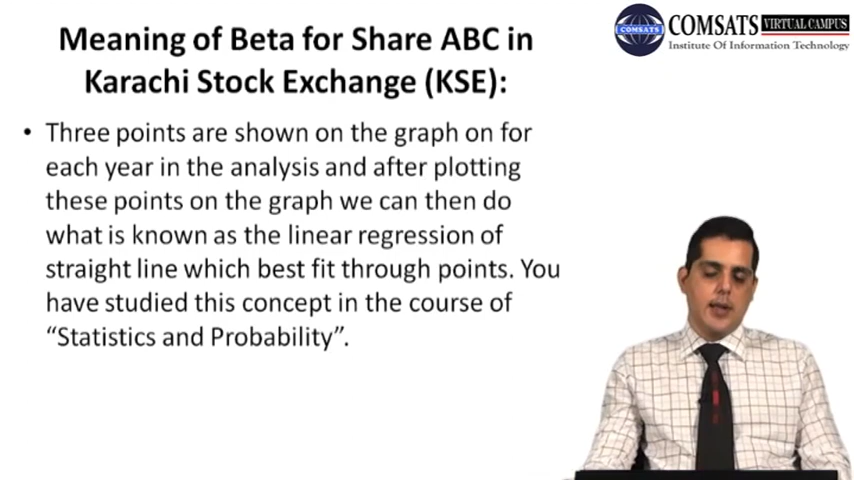 Meaning of Beta for Share ABC in
Karachi Stock Exchange (KSE):
COMSATS VIRTUAL CAMPUS
Institute Of Information Technology
COMSATS
• Three points are shown on the graph on for
each year in the analysis and after plotting
these points on the graph we can then do
what is known as the linear regression of
straight line which best fit through points. You
have studied this concept in the course of
“Statistics and Probability”.